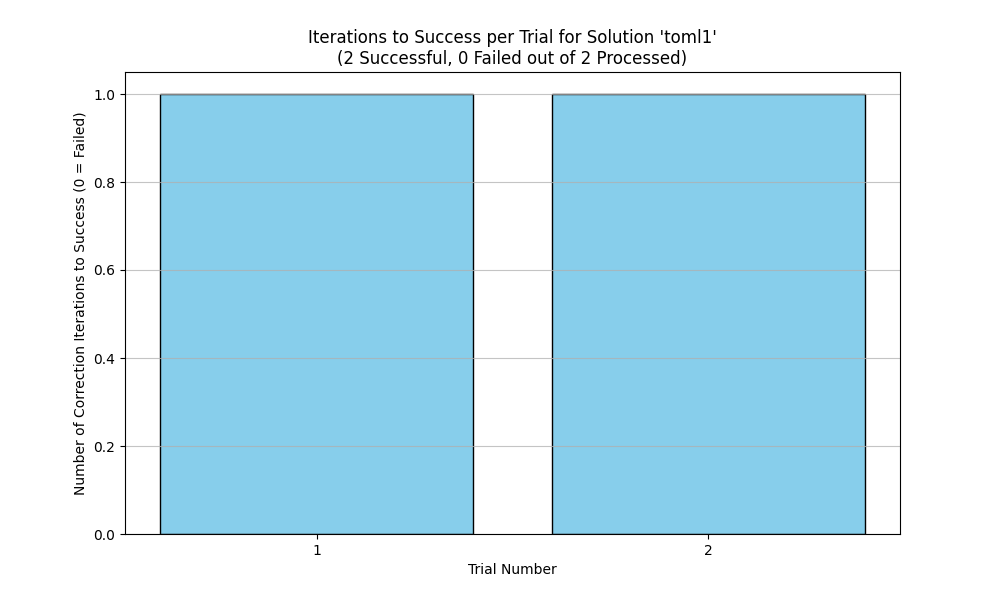 Iterations to Success per Trial for Solution 'toml1'
(2 Successful, 0 Failed out of 2 Processed)
Number of Correction Iterations to Success (0 = Failed)
1.0
0.8
0.6
0.4
0.2
0.0
1
2
Trial Number